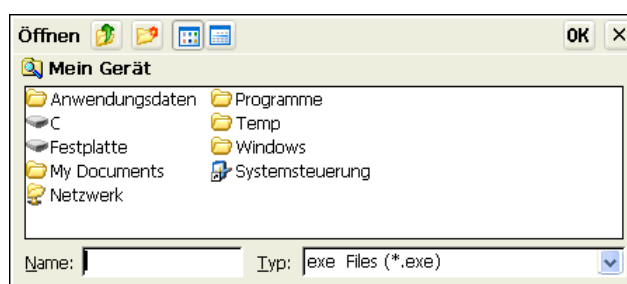 Öffnen OK
Mein Gerät
Anwendungsdaten Programme
C Temp
Festplatte Windows
My Documents Systemsteuerung
Netzwerk
Name: Typ: exe Files (*.exe)